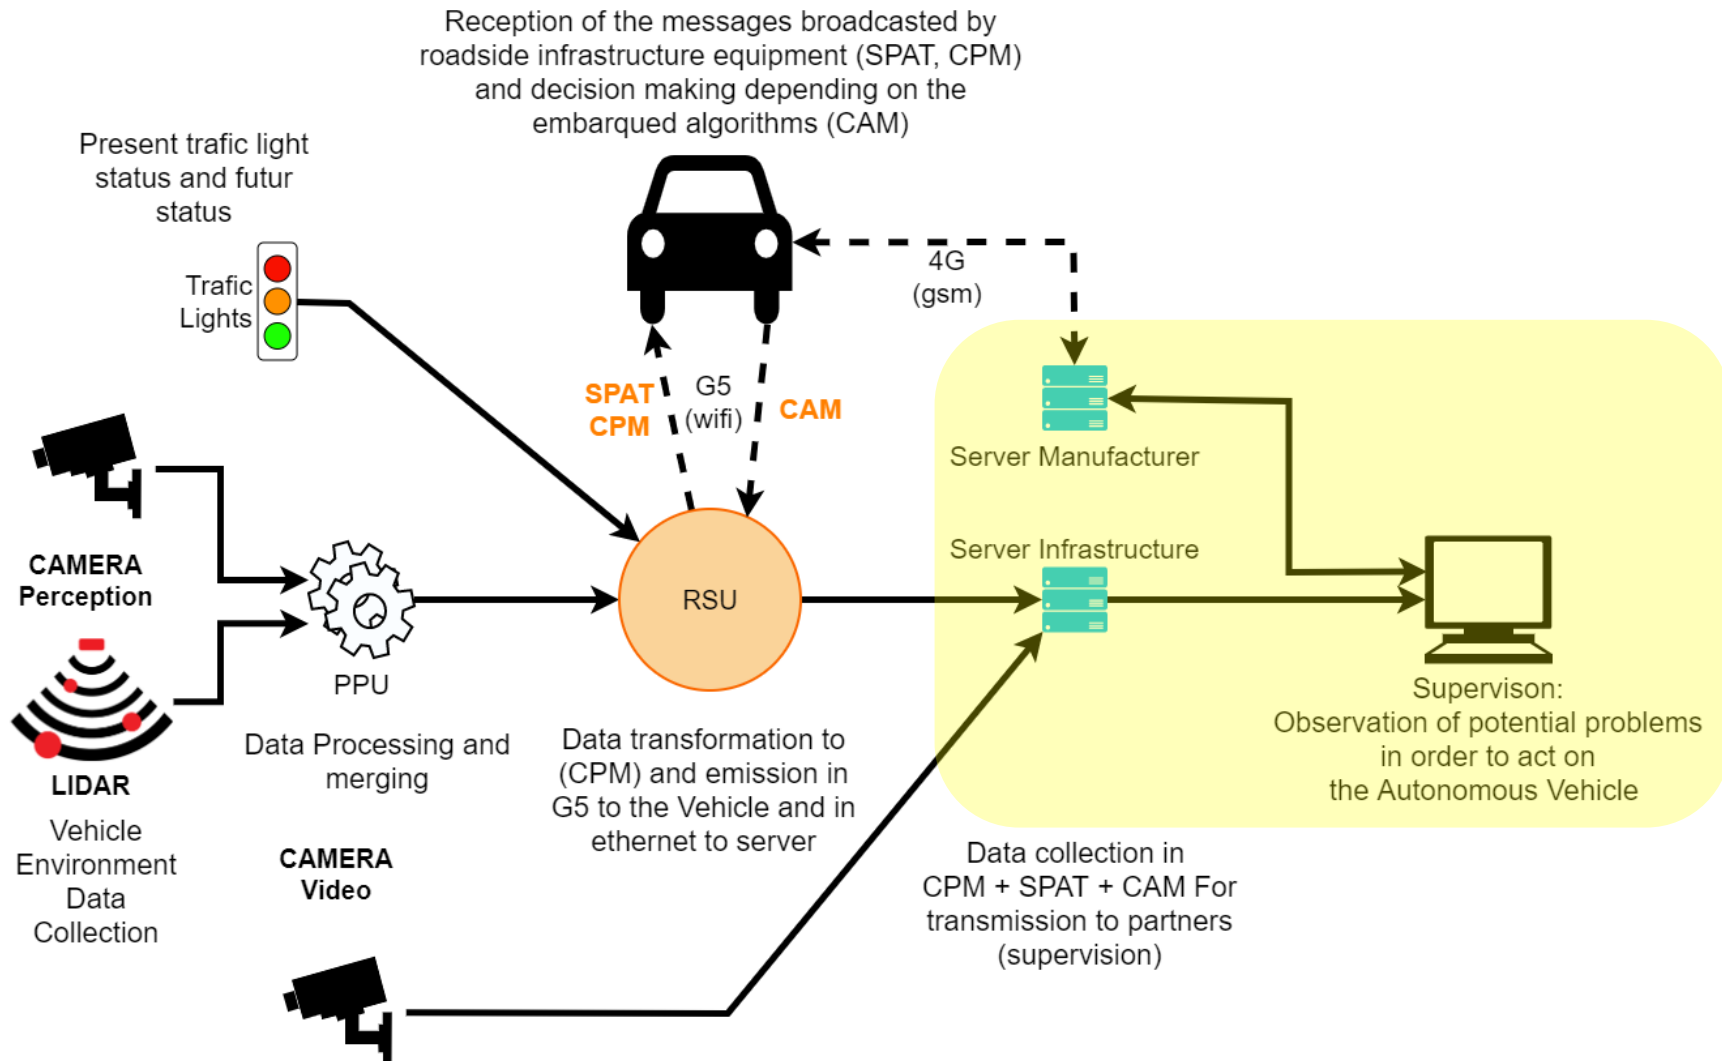 Reception of the messages broadcasted by
roadside infrastructure equipment (SPAT, CPM)
and decision making depending on the
embarqued algorithms (CAM)
Present trafic light
status and futur
status
Trafic
Lights
4G
(gsm)
SPAT
CPM
G5
(wifi)
CAM
Server Manufacturer
CAMERA
Perception
Server Infrastructure
RSU
PPU
LIDAR
Vehicle
Environment
Data
Collection
Data Processing and
merging
Data transformation to
(CPM) and emission in
G5 to the Vehicle and in
ethernet to server
Supervison:
Observation of potential problems
in order to act on
the Autonomous Vehicle
CAMERA
Video
Data collection in
CPM + SPAT + CAM For
transmission to partners
(supervision)